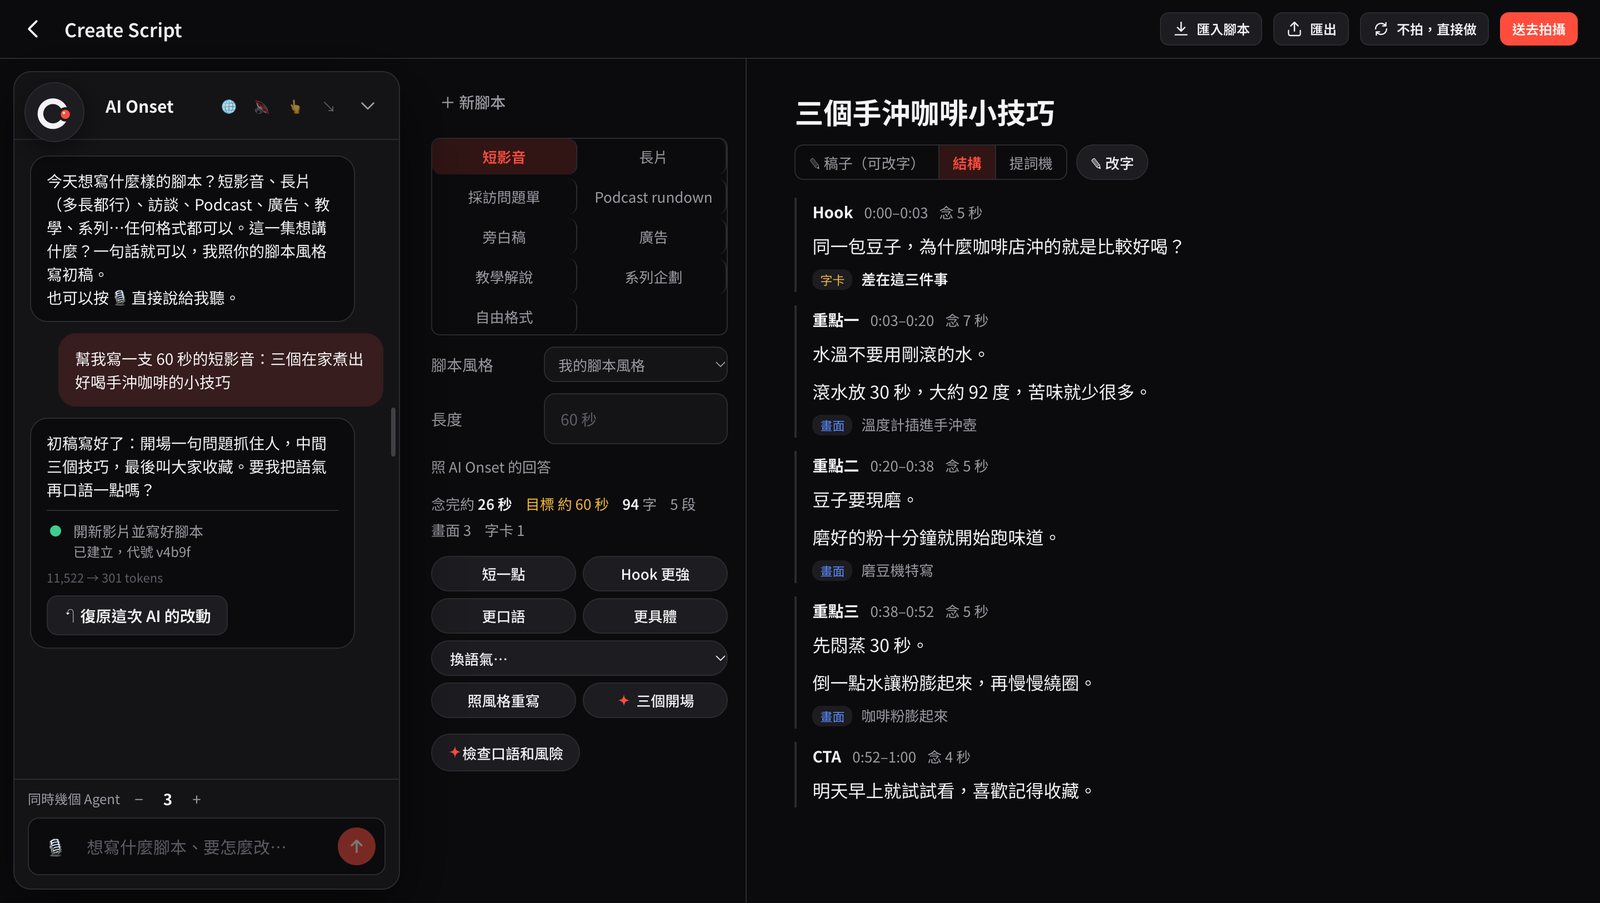 Create Script
匯入腳本
匯出
不拍，直接做
送去拍攝
AI Onset
今天想寫什麼樣的腳本？短影音、長片
（多長都行）、訪談、Podcast、廣告、教
學、系列…任何格式都可以。這一集想講
什麼？一句話就可以，我照你的腳本風格
寫初稿。
也可以按🎙️直接說給我聽。
幫我寫一支 60 秒的短影音：三個在家煮出
好喝手沖咖啡的小技巧
初稿寫好了：開場一句問題抓住人，中間
三個技巧，最後叫大家收藏。要我把語氣
再口語一點嗎？
開新影片並寫好腳本
已建立，代號 v4b9f
11,522 → 301 tokens
復原這次 AI 的改動
同時幾個 Agent － 3 ＋
想寫什麼腳本、要怎麼改…
＋ 新腳本
短影音
長片
採訪問題單
Podcast rundown
旁白稿
廣告
教學解說
系列企劃
自由格式
腳本風格
我的腳本風格
長度
60 秒
照 AI Onset 的回答
念完約 26 秒 目標 約 60 秒 94 字 5 段
畫面 3 字卡 1
短一點
Hook 更強
更口語
更具體
換語氣…
照風格重寫
三個開場
檢查口語和風險
三個手沖咖啡小技巧
稿子（可改字）
結構
提詞機
改字
Hook 0:00–0:03 念 5 秒
同一包豆子，為什麼咖啡店沖的就是比較好喝？
字卡 差在這三件事
重點一 0:03–0:20 念 7 秒
水溫不要用剛滾的水。
滾水放 30 秒，大約 92 度，苦味就少很多。
畫面 溫度計插進手沖壺
重點二 0:20–0:38 念 5 秒
豆子要現磨。
磨好的粉十分鐘就開始跑味道。
畫面 磨豆機特寫
重點三 0:38–0:52 念 5 秒
先悶蒸 30 秒。
倒一點水讓粉膨起來，再慢慢繞圈。
畫面 咖啡粉膨起來
CTA 0:52–1:00 念 4 秒
明天早上就試試看，喜歡記得收藏。